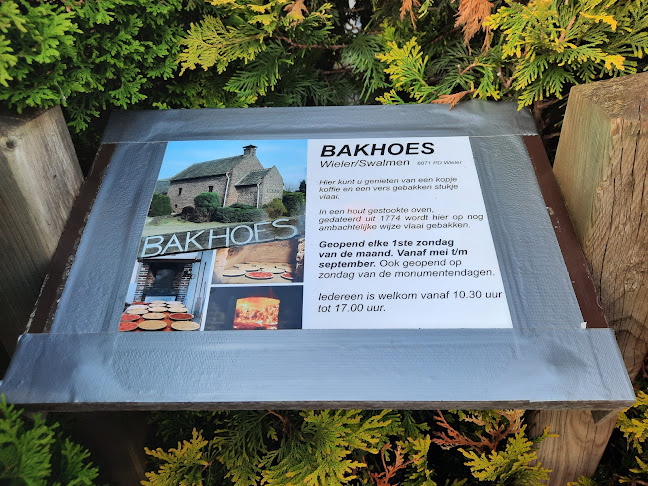 BAKHOES
Wieler/Swalmen 6071 PD Wieler
Hier kunt u genieten van een kopje
koffie en een vers gebakken stukje
vlaai.
In een hout gestookte oven,
gedateerd uit 1774 wordt hier op nog
ambachtelijke wijze vlaai gebakken.
Geopend elke 1ste zondag
van de maand. Vanaf mei t/m
september. Ook geopend op
zondag van de monumentendagen.
Iedereen is welkom vanaf 10.30 uur
tot 17.00 uur.
BAKHOES